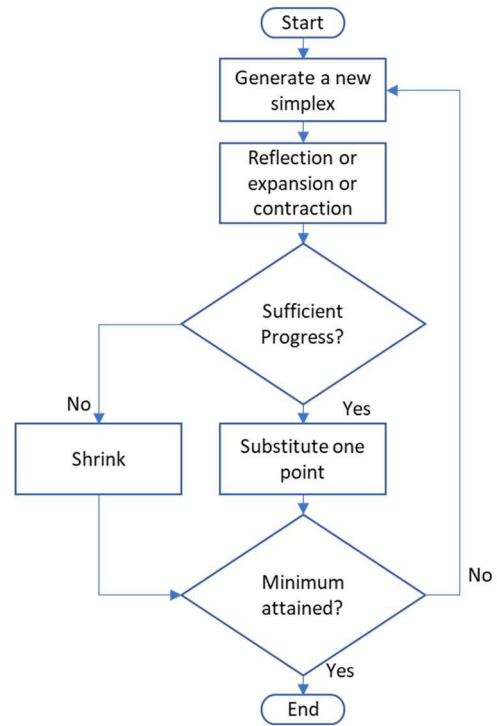 Start
Generate a new
simplex
Reflection or
expansion or
contraction
Sufficient
Progress?
No
Yes
Shrink
Substitute one
point
Minimum
attained?
No
Yes
End